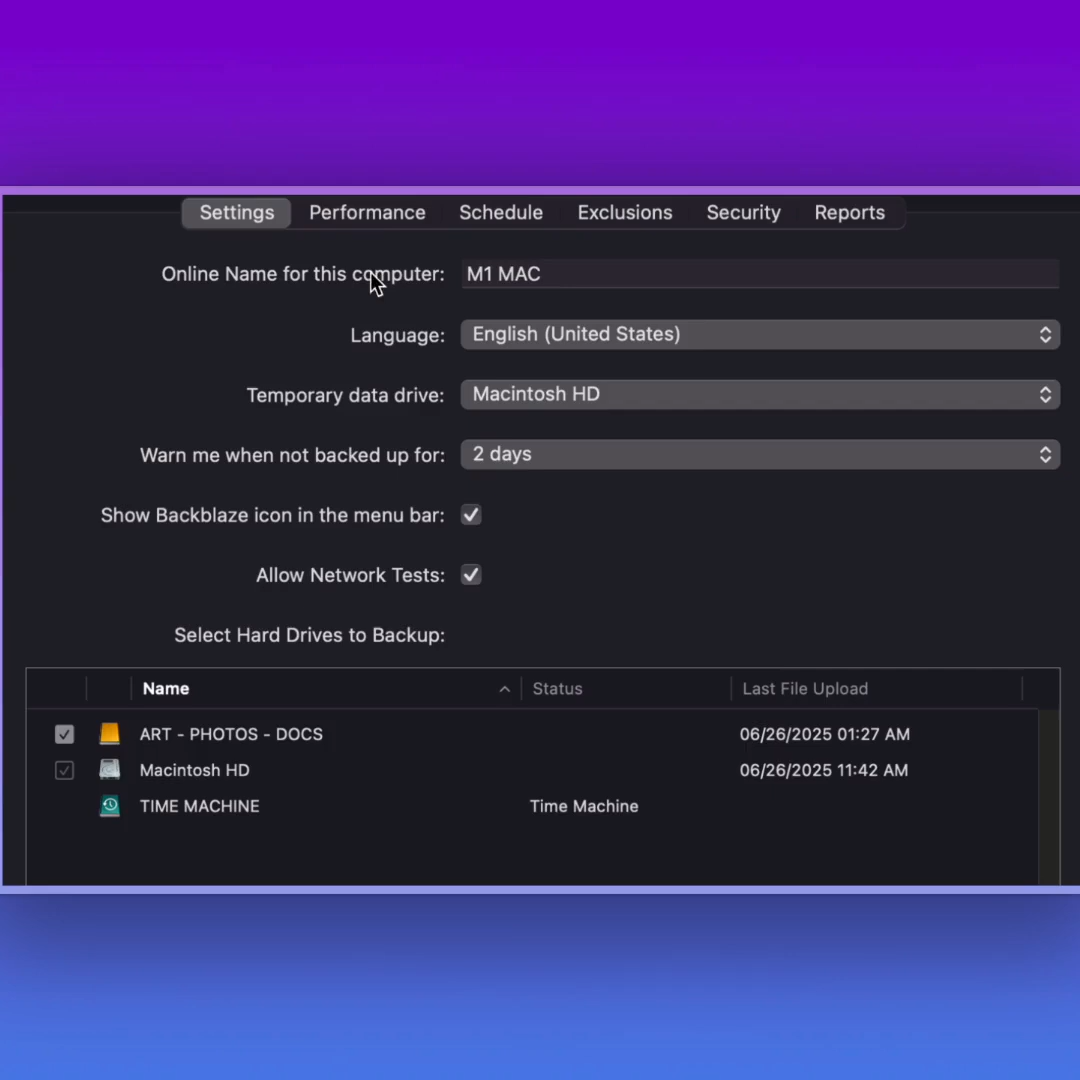 Settings Performance Schedule Exclusions Security Reports
Online Name for this computer: M1 MAC
Language: English (United States)
Temporary data drive: Macintosh HD
Warn me when not backed up for: 2 days
Show Backblaze icon in the menu bar:
Allow Network Tests:
Select Hard Drives to Backup:
Name Status Last File Upload
ART - PHOTOS - DOCS 06/26/2025 01:27 AM
Macintosh HD 06/26/2025 11:42 AM
TIME MACHINE Time Machine